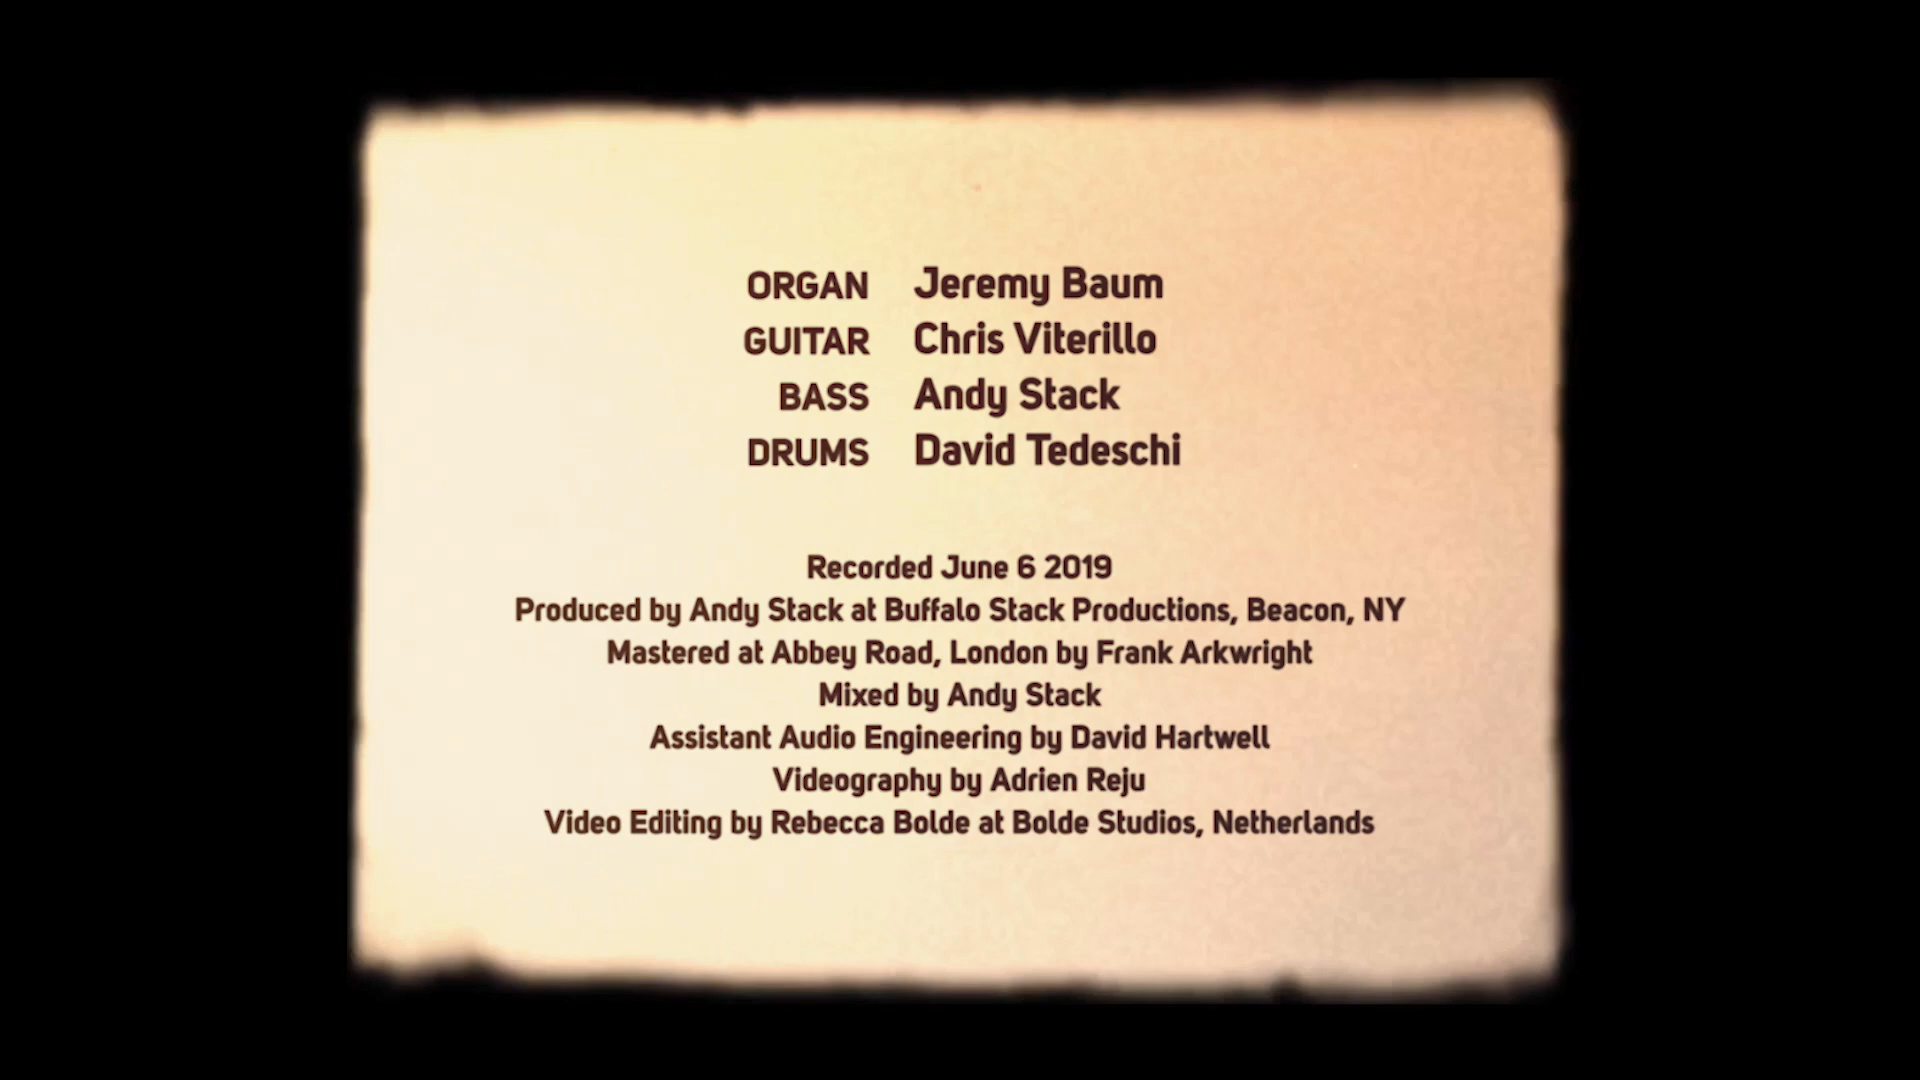 ORGAN Jeremy Baum
GUITAR Chris Viterillo
BASS Andy Stack
DRUMS David Tedeschi
Recorded June 6 2019
Produced by Andy Stack at Buffalo Stack Productions, Beacon, NY
Mastered at Abbey Road, London by Frank Arkwright
Mixed by Andy Stack
Assistant Audio Engineering by David Hartwell
Videography by Adrien Reju
Video Editing by Rebecca Bolde at Bolde Studios, Netherlands